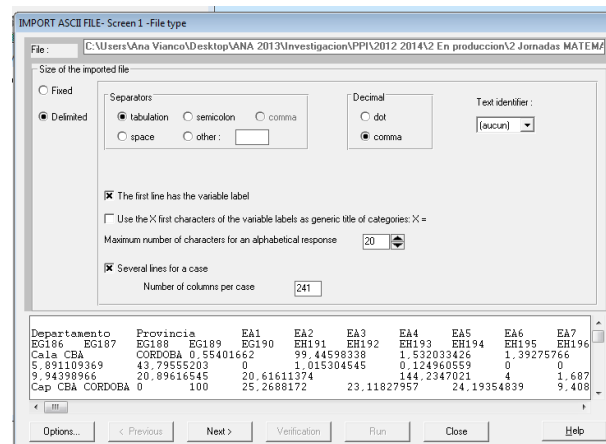 IMPORT ASCII FILE- Screen 1 -File type
File : C:\Users\Ana Vianco\Desktop\ANA 2013\Investigacion\PPI\2012 2014\2 En produccion\2 Jornadas MATEMA
Size of the imported file
Fixed
Delimited
Separators
tabulation semicolon comma
space other :
Decimal
dot
comma
Text identifier :
(aucun)
The first line has the variable label
Use the X first characters of the variable labels as generic title of categories: X =
Maximum number of characters for an alphabetical response 20
Several lines for a case
Number of columns per case 241
Departamento Provincia EA1 EA2 EA3 EA4 EA5 EA6 EA7
EG186 EG187 EG188 EG189 EG190 EH191 EH192 EH193 EH194 EH195 EH196
Cala CBA CORDOBA 0,55401662 99,44598338 1,532033426 1,39275766
5,891109369 43,79555203 0 1,015304545 0,124960559 0
9,94398966 20,89616545 20,61611374 144,2347021 4 1,687
Cap CBA CORDOBA 0 100 25,2688172 23,11827957 24,19354839 9,408
Options... < Previous Next > Verification Run Close Help